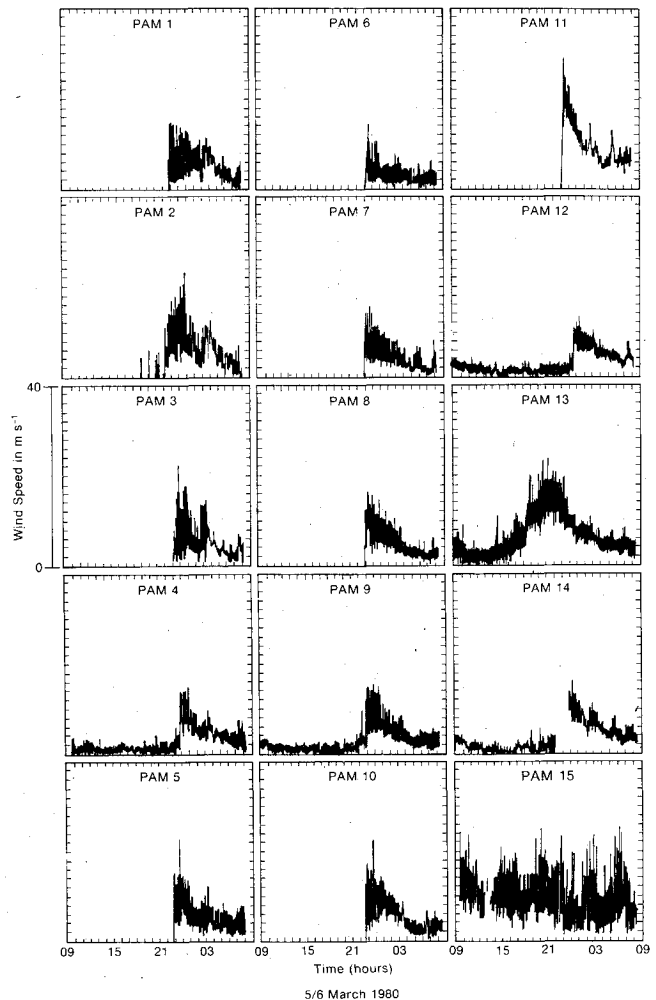 PAM 1 PAM 6 PAM 11
PAM 2 PAM 7 PAM 12
40
PAM 3 PAM 8 PAM 13
Wind Speed in m s⁻¹
0
PAM 4 PAM 9 PAM 14
PAM 5 PAM 10 PAM 15
09 15 21 03 09 15 21 03 09 15 21 03 09
Time (hours)
5/6 March 1980